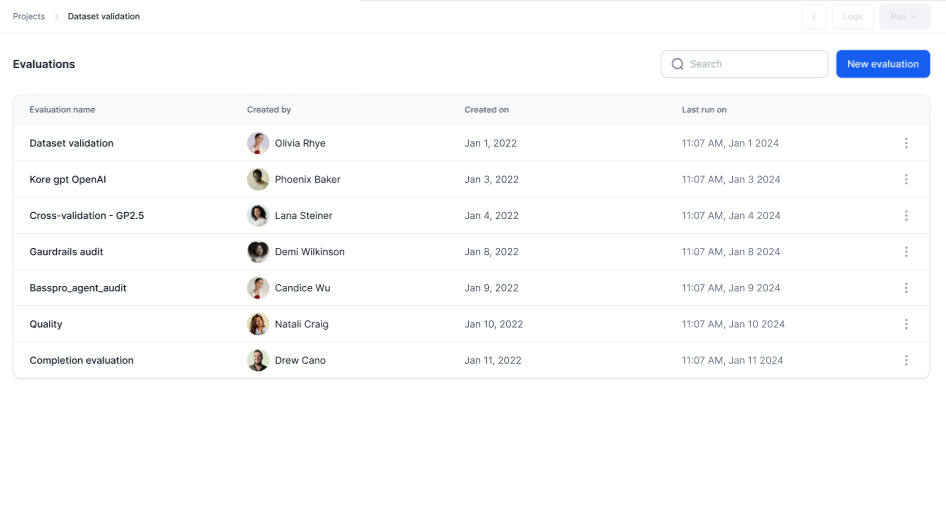 Projects > Dataset validation
Logs
Run
Evaluations
Search
New evaluation
Evaluation name Created by Created on Last run on
Dataset validation Olivia Rhye Jan 1, 2022 11:07 AM, Jan 1 2024
Kore gpt OpenAI Phoenix Baker Jan 3, 2022 11:07 AM, Jan 3 2024
Cross-validation - GP2.5 Lana Steiner Jan 4, 2022 11:07 AM, Jan 4 2024
Gaurdrails audit Demi Wilkinson Jan 8, 2022 11:07 AM, Jan 8 2024
Basspro_agent_audit Candice Wu Jan 9, 2022 11:07 AM, Jan 9 2024
Quality Natali Craig Jan 10, 2022 11:07 AM, Jan 10 2024
Completion evaluation Drew Cano Jan 11, 2022 11:07 AM, Jan 11 2024